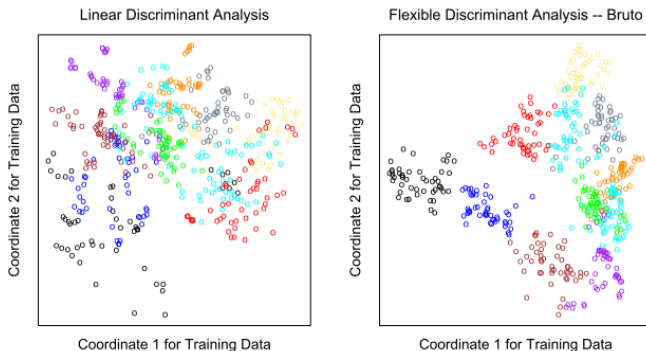 Linear Discriminant Analysis
Flexible Discriminant Analysis -- Bruto
Coordinate 2 for Training Data
Coordinate 2 for Training Data
Coordinate 1 for Training Data
Coordinate 1 for Training Data